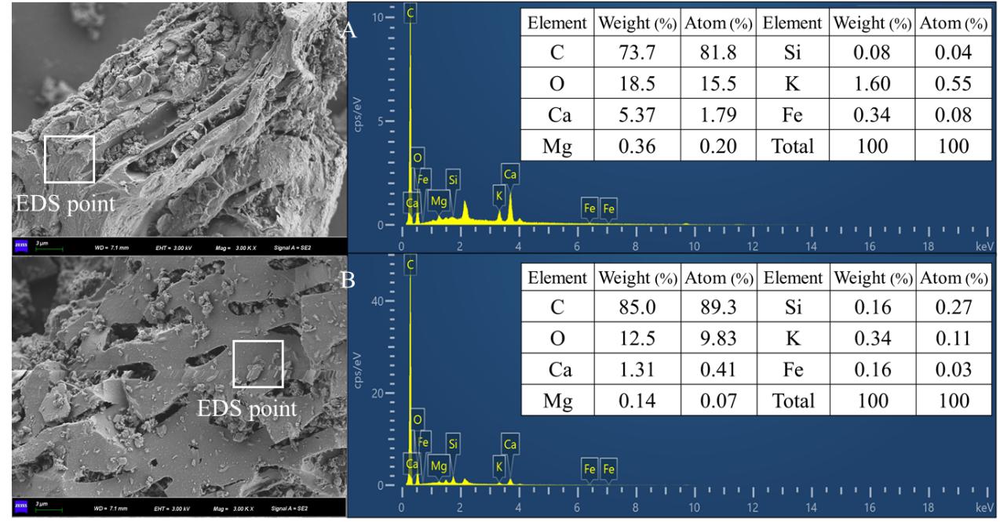 A
EDS point
ZEISS
3 μm
WD = 7.1 mm EHT = 3.00 kV Mag = 3.00 K X Signal A = SE2
cps/eV
10
5
0
C
O
Fe
Ca
Mg
Si
K
Ca
Fe
Fe
0 2 4 6 8 10 12 14 16 18 keV
Element Weight (%) Atom (%) Element Weight (%) Atom (%)
C 73.7 81.8 Si 0.08 0.04
O 18.5 15.5 K 1.60 0.55
Ca 5.37 1.79 Fe 0.34 0.08
Mg 0.36 0.20 Total 100 100
B
EDS point
ZEISS
3 μm
WD = 7.1 mm EHT = 3.00 kV Mag = 3.00 K X Signal A = SE2
cps/eV
40
20
0
C
O
Fe
Ca
Mg
Si
K
Ca
Fe
Fe
0 2 4 6 8 10 12 14 16 18 keV
Element Weight (%) Atom (%) Element Weight (%) Atom (%)
C 85.0 89.3 Si 0.16 0.27
O 12.5 9.83 K 0.34 0.11
Ca 1.31 0.41 Fe 0.16 0.03
Mg 0.14 0.07 Total 100 100